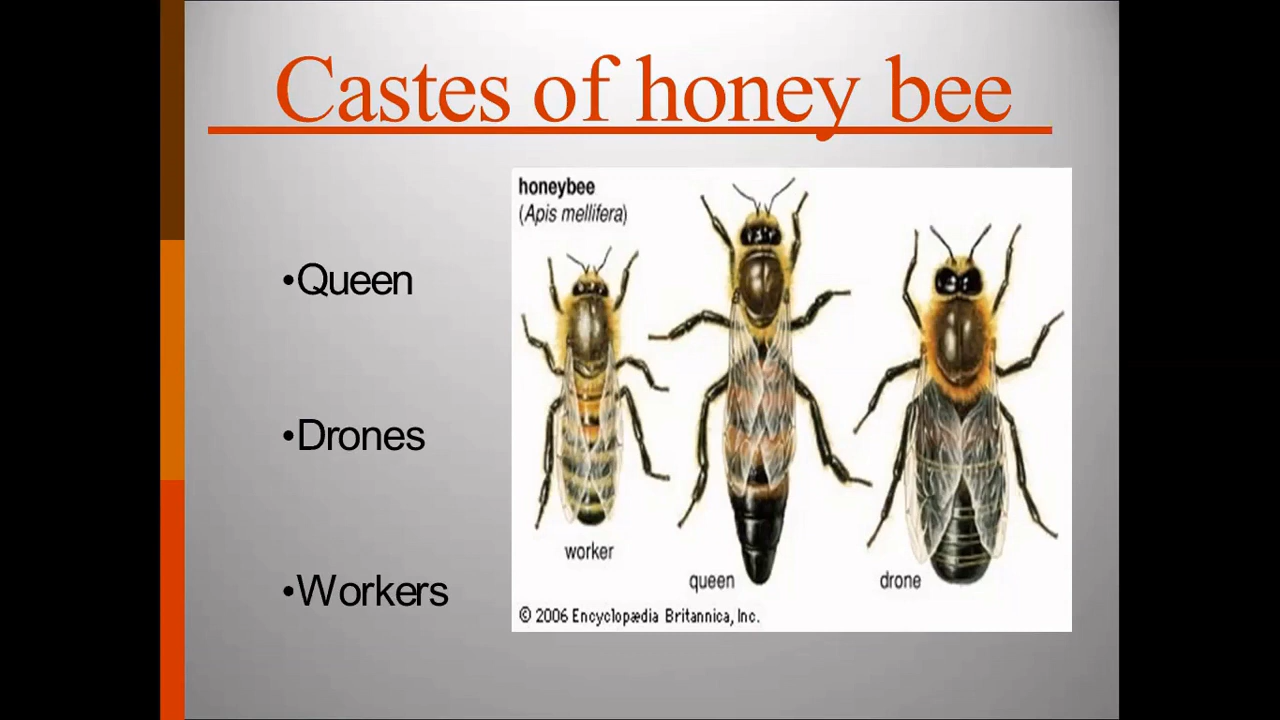 Castes of honey bee
•Queen
•Drones
•Workers
honeybee
(Apis mellifera)
worker
queen
drone
© 2006 Encyclopædia Britannica, Inc.